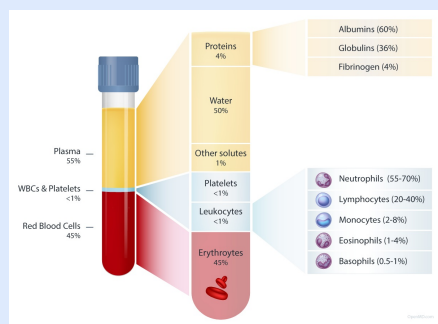 Plasma
55%
WBCs & Platelets
<1%
Red Blood Cells
45%
Proteins
4%
Water
50%
Other solutes
1%
Platelets
<1%
Leukocytes
<1%
Erythrocytes
45%
Albumins (60%)
Globulins (36%)
Fibrinogen (4%)
Neutrophils (55-70%)
Lymphocytes (20-40%)
Monocytes (2-8%)
Eosinophils (1-4%)
Basophils (0.5-1%)